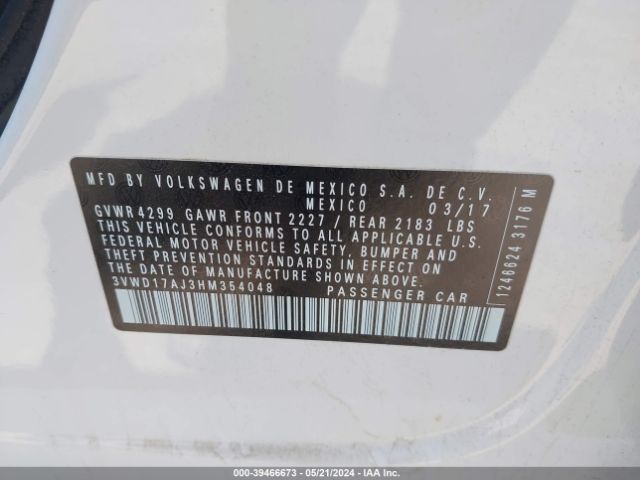 MFD BY VOLKSWAGEN DE MEXICO S.A. DE C.V.
MEXICO 03/17
GVWR 4299 GAWR FRONT 2227 / REAR 2183 LBS
THIS VEHICLE CONFORMS TO ALL APPLICABLE U.S.
FEDERAL MOTOR VEHICLE SAFETY, BUMPER AND
THEFT PREVENTION STANDARDS IN EFFECT ON
THE DATE OF MANUFACTURE SHOWN ABOVE.
3VWD17AJ3HM354048 PASSENGER CAR
1246624 3176 M
000-39466673 / 05/21/2024 / IAA Inc. (c) Copyright